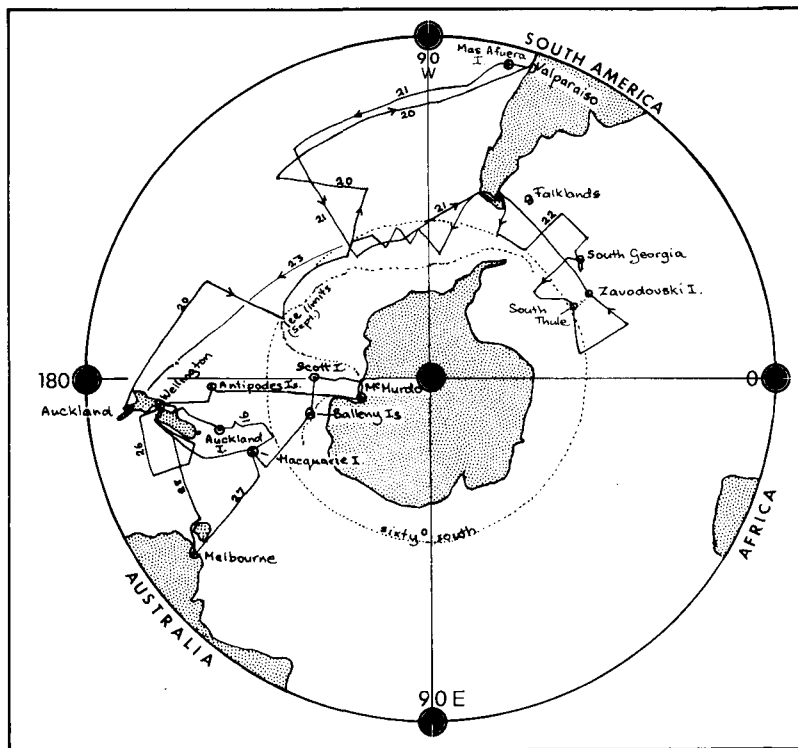 90
W
SOUTH AMERICA
Mas Afuera
I
Valparaiso
21
20
20
21
21
Falklands
22
South Georgia
Zavodovski I.
South
Thule
23
Ice limits
(Sept.)
20
180
0
Wellington
Scott I.
Antipodes Is.
McMurdo
Auckland
Balleny Is
Auckland
I.
Macquarie I.
26
27
sixty° south
Melbourne
AUSTRALIA
AFRICA
90 E